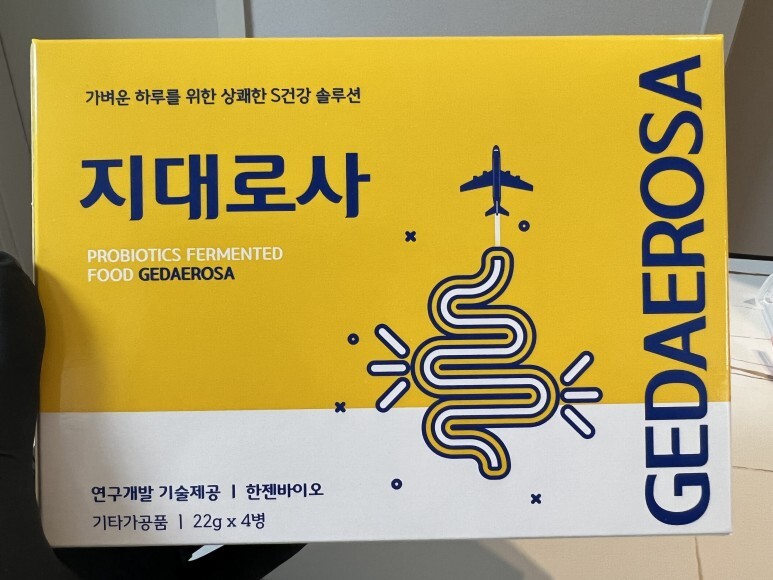 가벼운 하루를 위한 상쾌한 S건강 솔루션
지대로사
PROBIOTICS FERMENTED
FOOD GEDAEROSA
GEDAEROSA
연구개발 기술제공 | 한젠바이오
기타가공품 | 22g x 4병